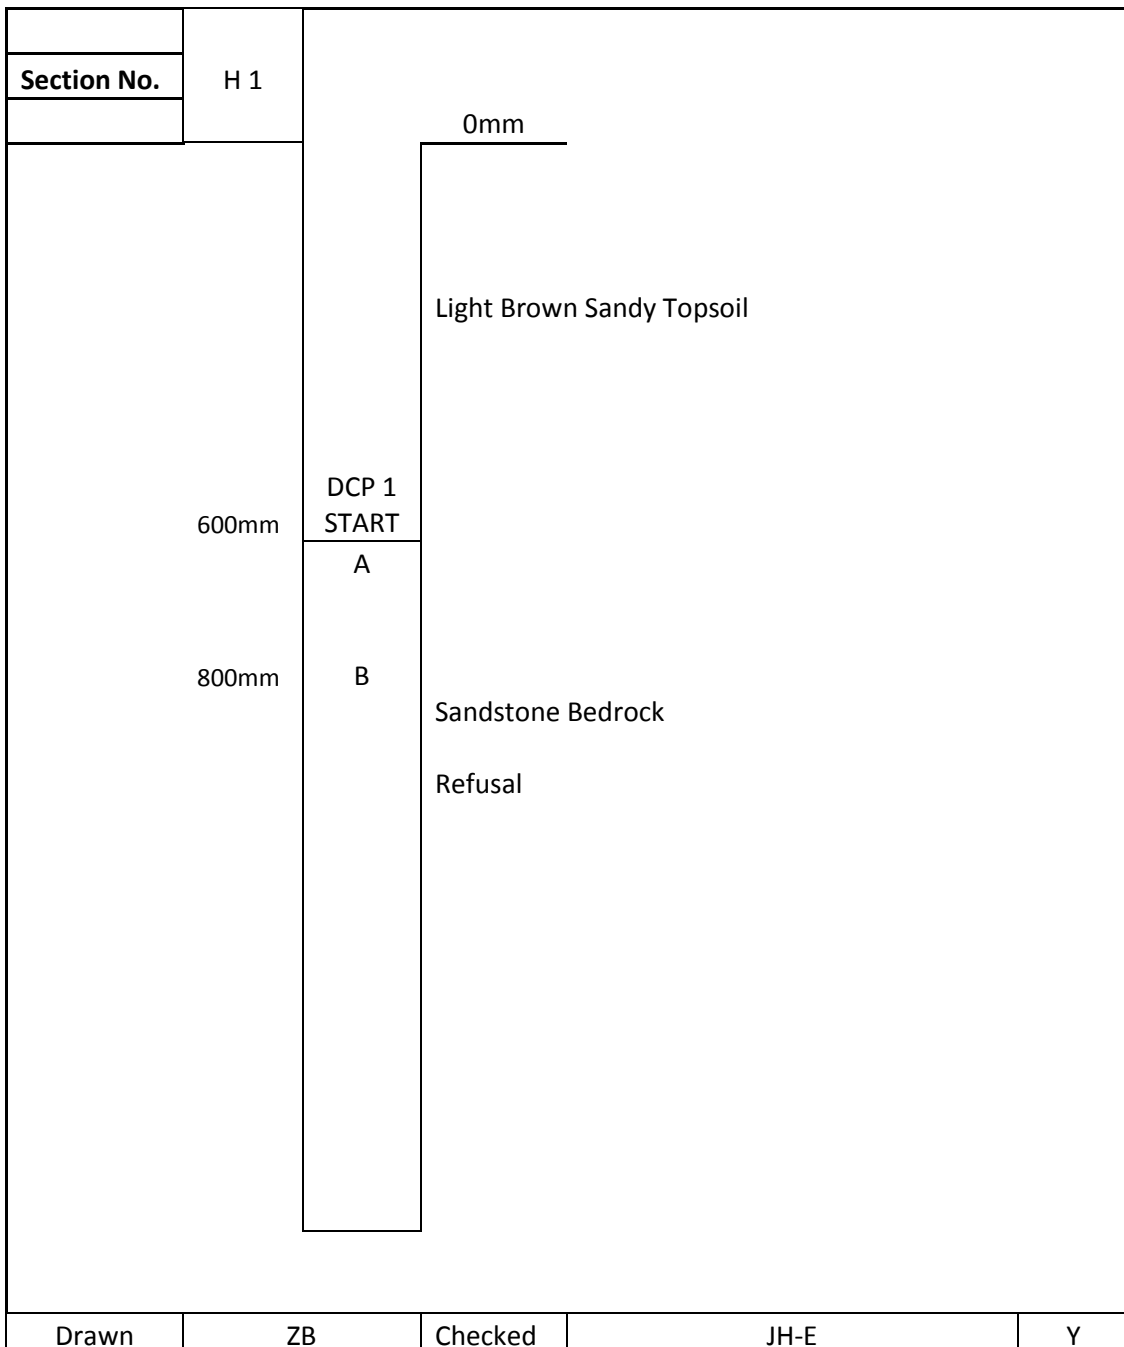 Section No. H 1
0mm
Light Brown Sandy Topsoil
DCP 1
600mm START
A
800mm B
Sandstone Bedrock
Refusal
Drawn ZB Checked JH-E Y